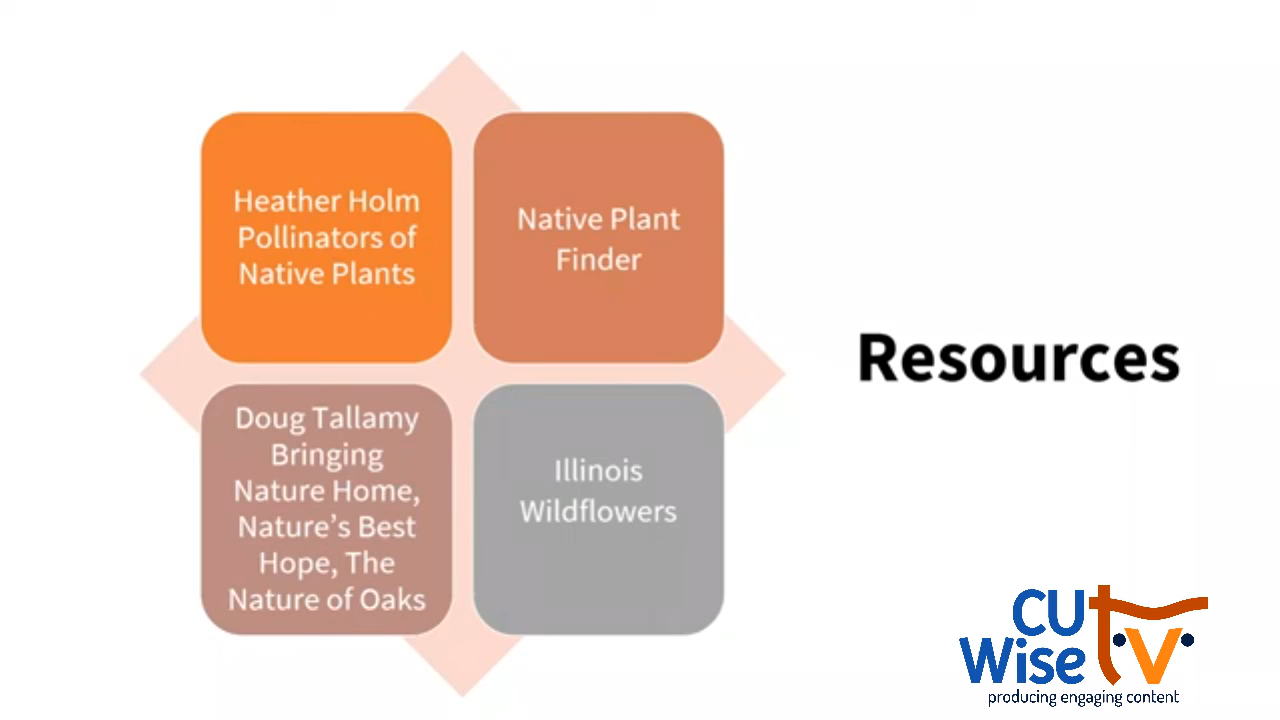 Heather Holm
Pollinators of
Native Plants
Native Plant
Finder
Doug Tallamy
Bringing
Nature Home,
Nature's Best
Hope, The
Nature of Oaks
Illinois
Wildflowers
Resources
CU
Wise tv
producing engaging content